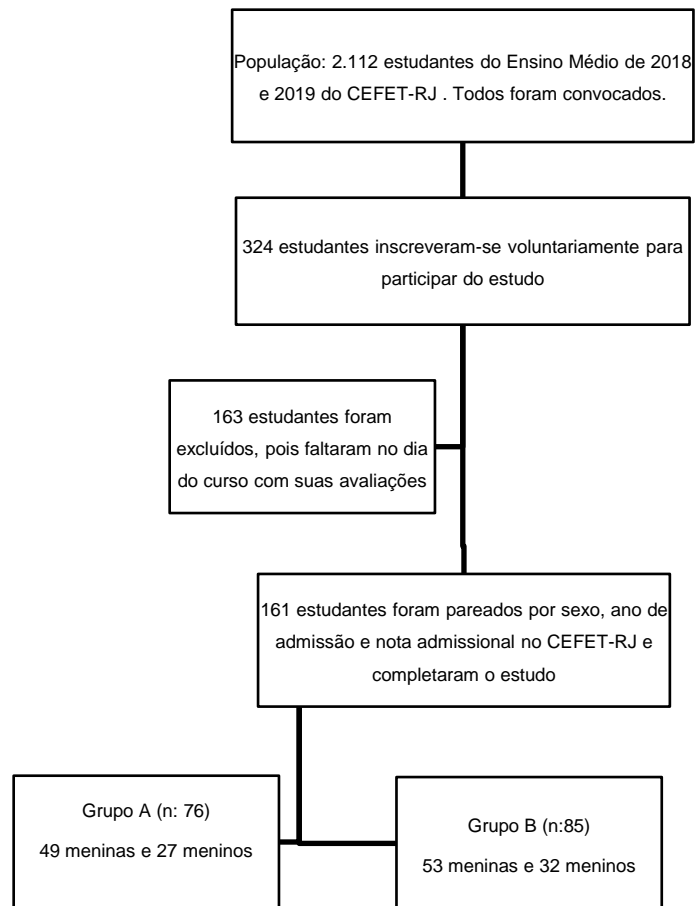 População: 2.112 estudantes do Ensino Médio de 2018
e 2019 do CEFET-RJ . Todos foram convocados.
324 estudantes inscreveram-se voluntariamente para
participar do estudo
163 estudantes foram
excluídos, pois faltaram no dia
do curso com suas avaliações
161 estudantes foram pareados por sexo, ano de
admissão e nota admissional no CEFET-RJ e
completaram o estudo
Grupo A (n: 76)
49 meninas e 27 meninos
Grupo B (n:85)
53 meninas e 32 meninos